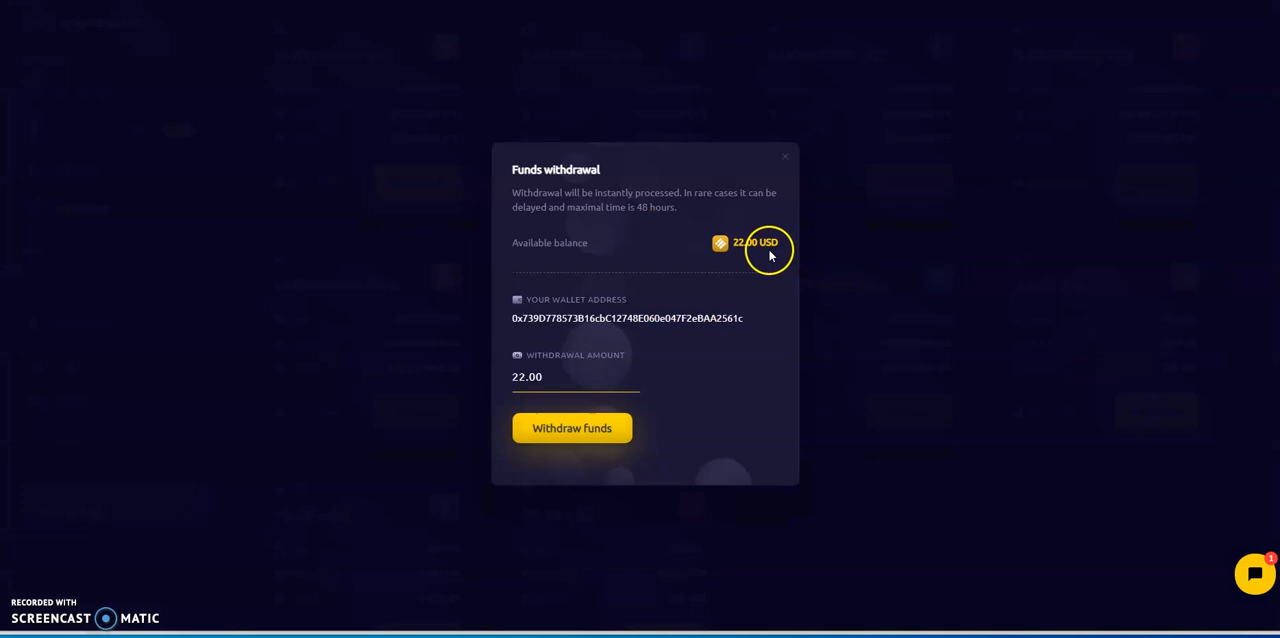 Funds withdrawal
Withdrawal will be instantly processed. In rare cases it can be
delayed and maximal time is 48 hours.
Available balance
22.00 USD
YOUR WALLET ADDRESS
0x739D778573B16cbC12748E060e047F2eBAA2561c
WITHDRAWAL AMOUNT
22.00
Withdraw funds
1
RECORDED WITH
SCREENCAST MATIC